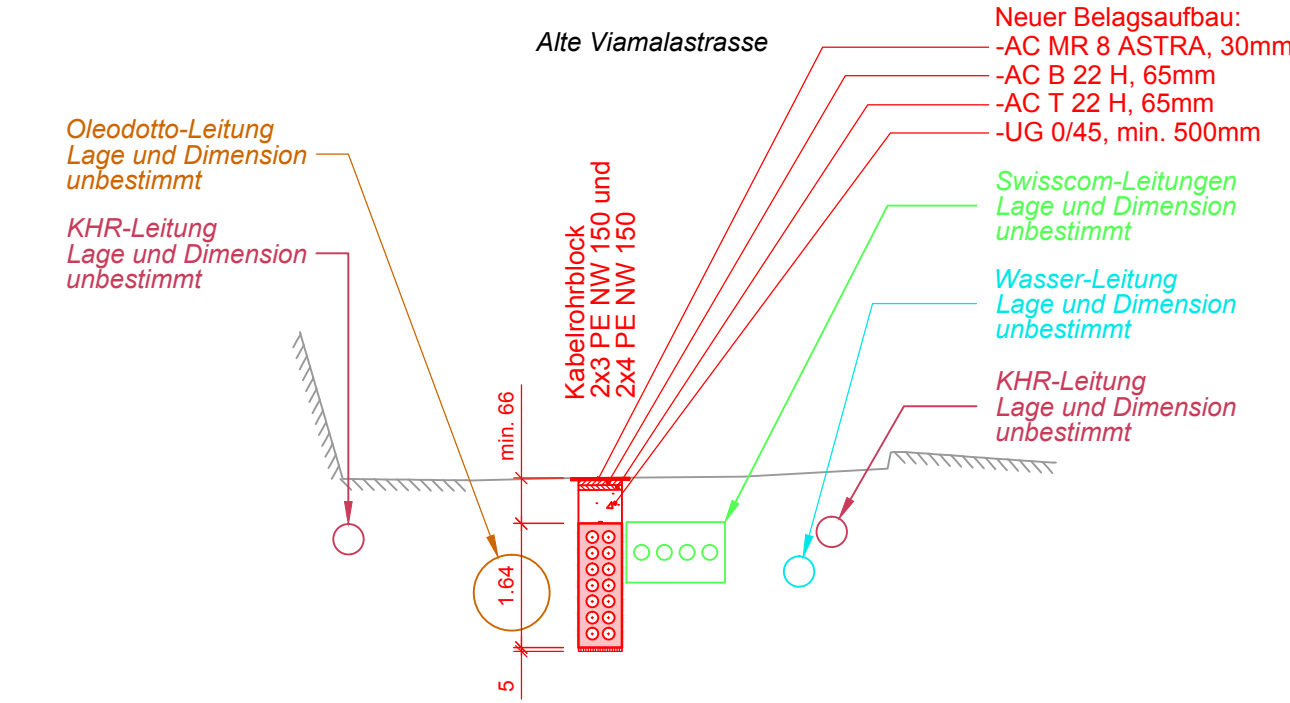 Alte Viamalastrasse
Neuer Belagsaufbau:
-AC MR 8 ASTRA, 30mm
-AC B 22 H, 65mm
-AC T 22 H, 65mm
-UG 0/45, min. 500mm
Oleodotto-Leitung
Lage und Dimension
unbestimmt
KHR-Leitung
Lage und Dimension
unbestimmt
Kabelrohrblock
2x3 PE NW 150 und
2x4 PE NW 150
Swisscom-Leitungen
Lage und Dimension
unbestimmt
Wasser-Leitung
Lage und Dimension
unbestimmt
KHR-Leitung
Lage und Dimension
unbestimmt
min. 66
1.64
5